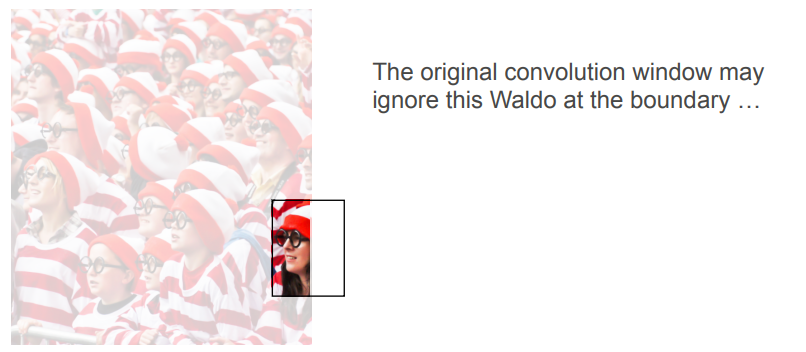 The original convolution window may
ignore this Waldo at the boundary …